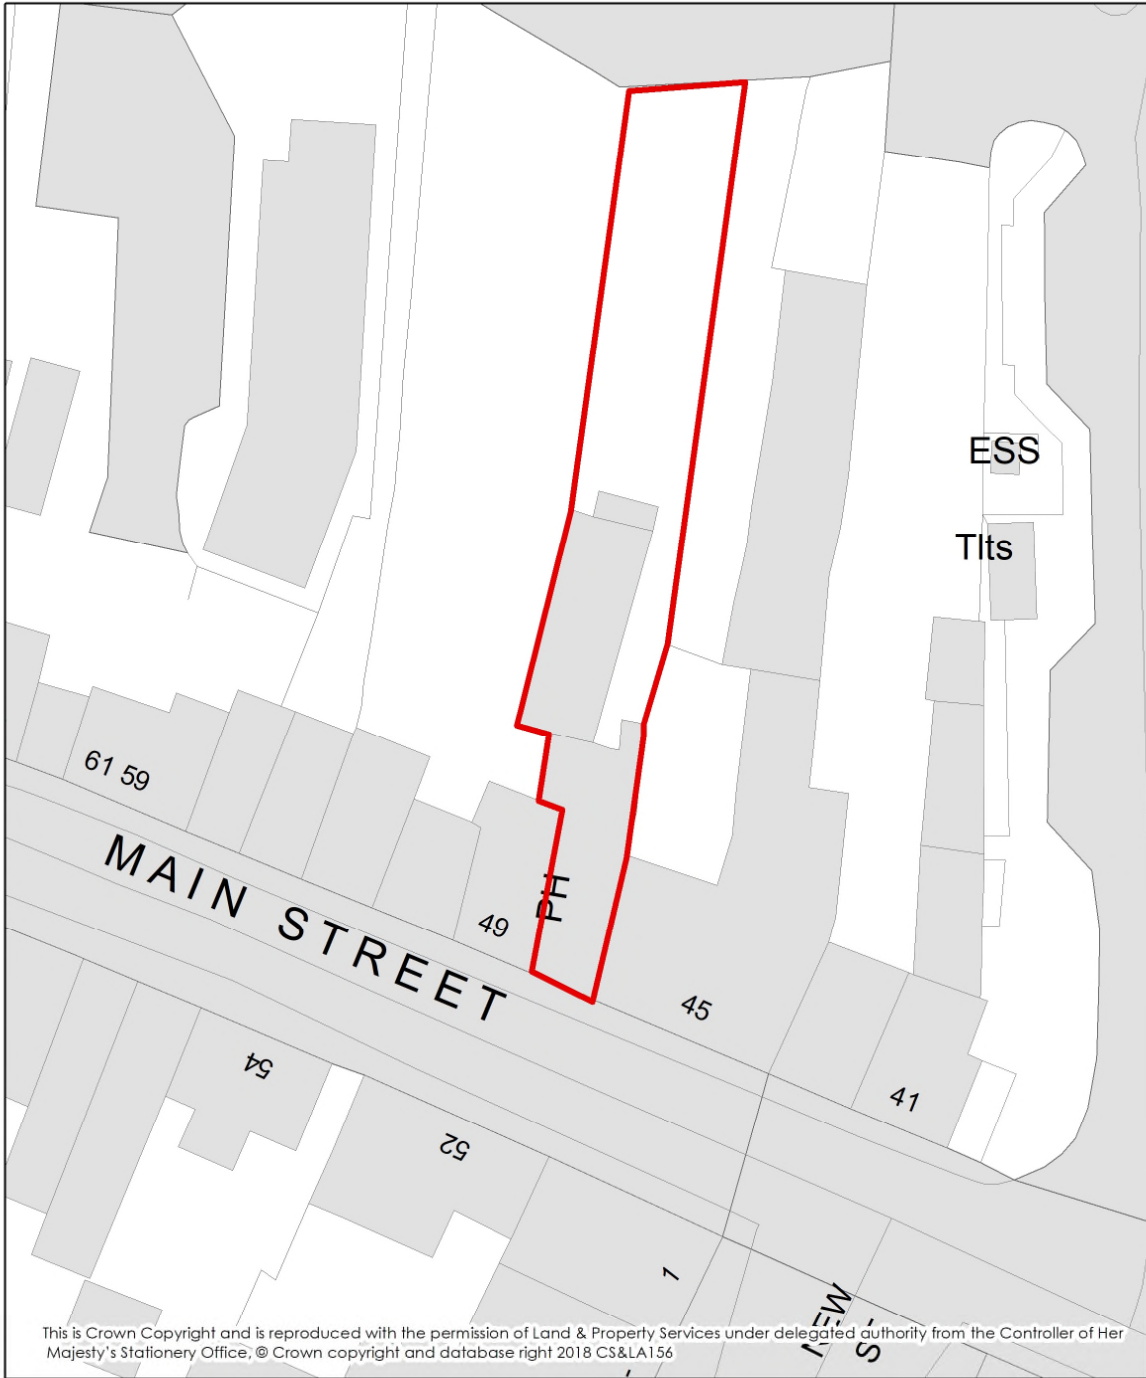 ESS
Tlts
61 59
MAIN STREET
PH
49
45
41
54
52
1
NEW
This is Crown Copyright and is reproduced with the permission of Land & Property Services under delegated authority from the Controller of Her
Majesty's Stationery Office, © Crown copyright and database right 2018 CS&LA156